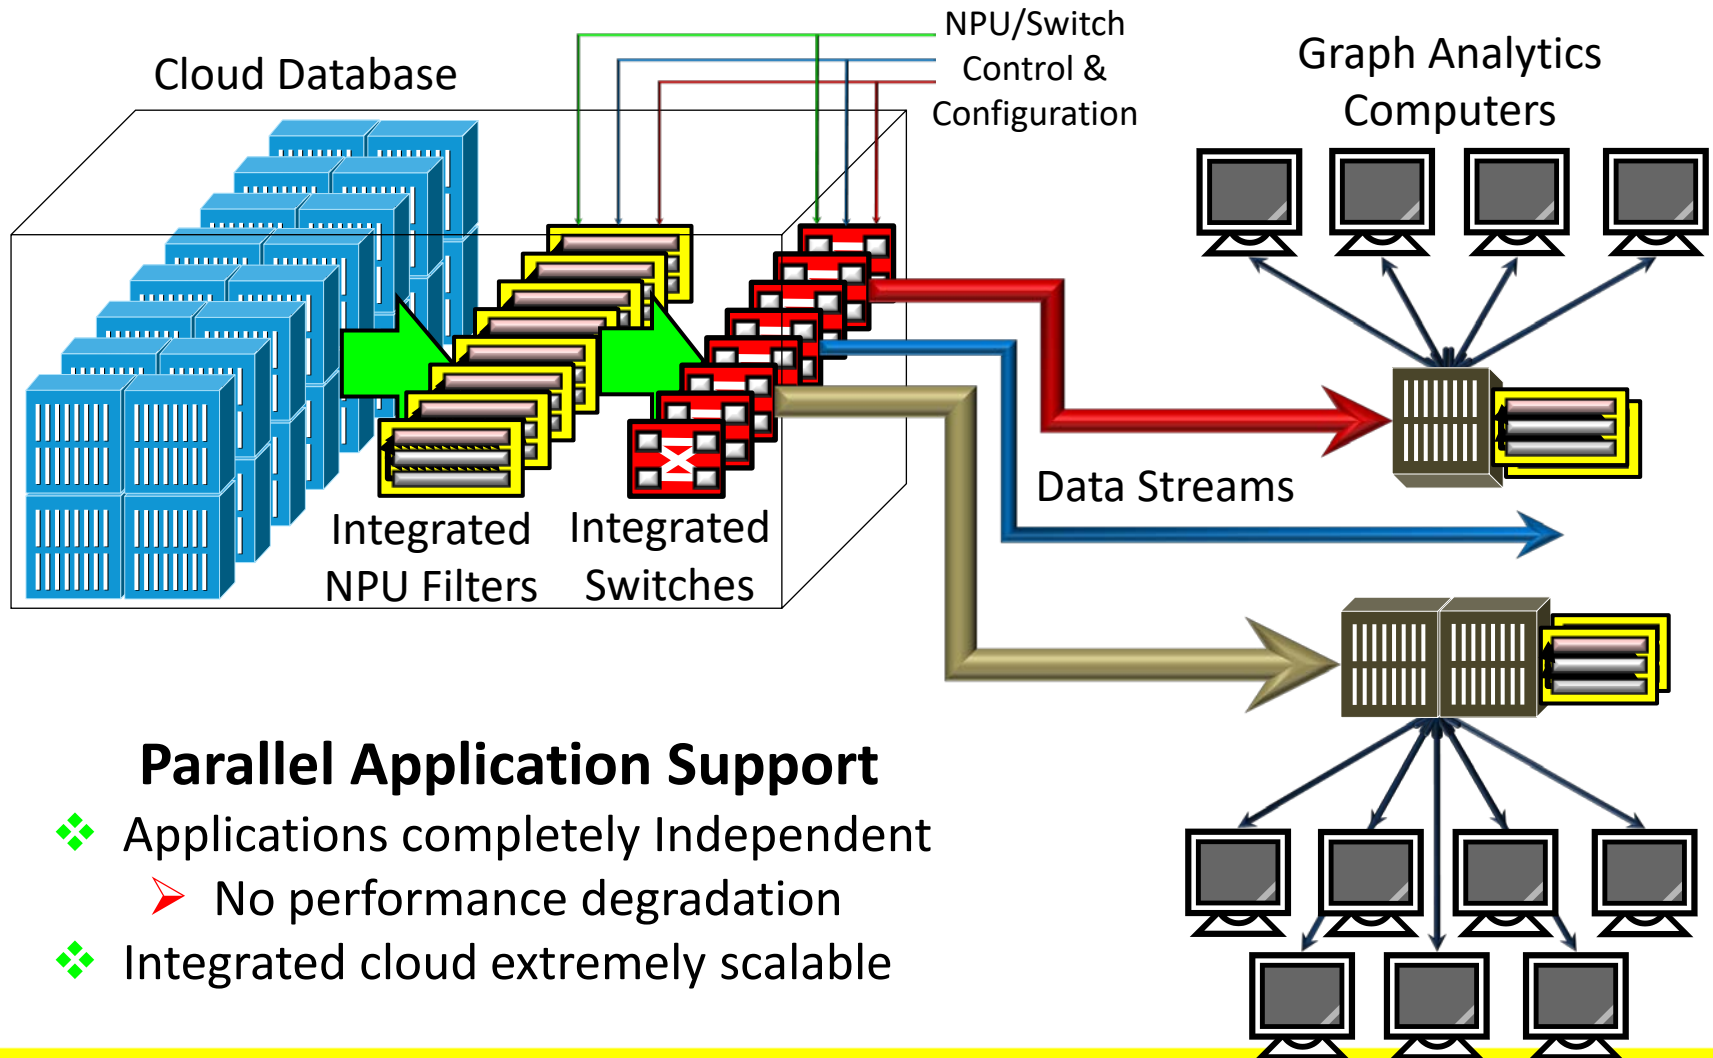 NPU/Switch
Control &
Configuration
Cloud Database
Graph Analytics
Computers
Integrated
NPU Filters
Integrated
Switches
Data Streams
Parallel Application Support
Applications completely Independent
No performance degradation
Integrated cloud extremely scalable